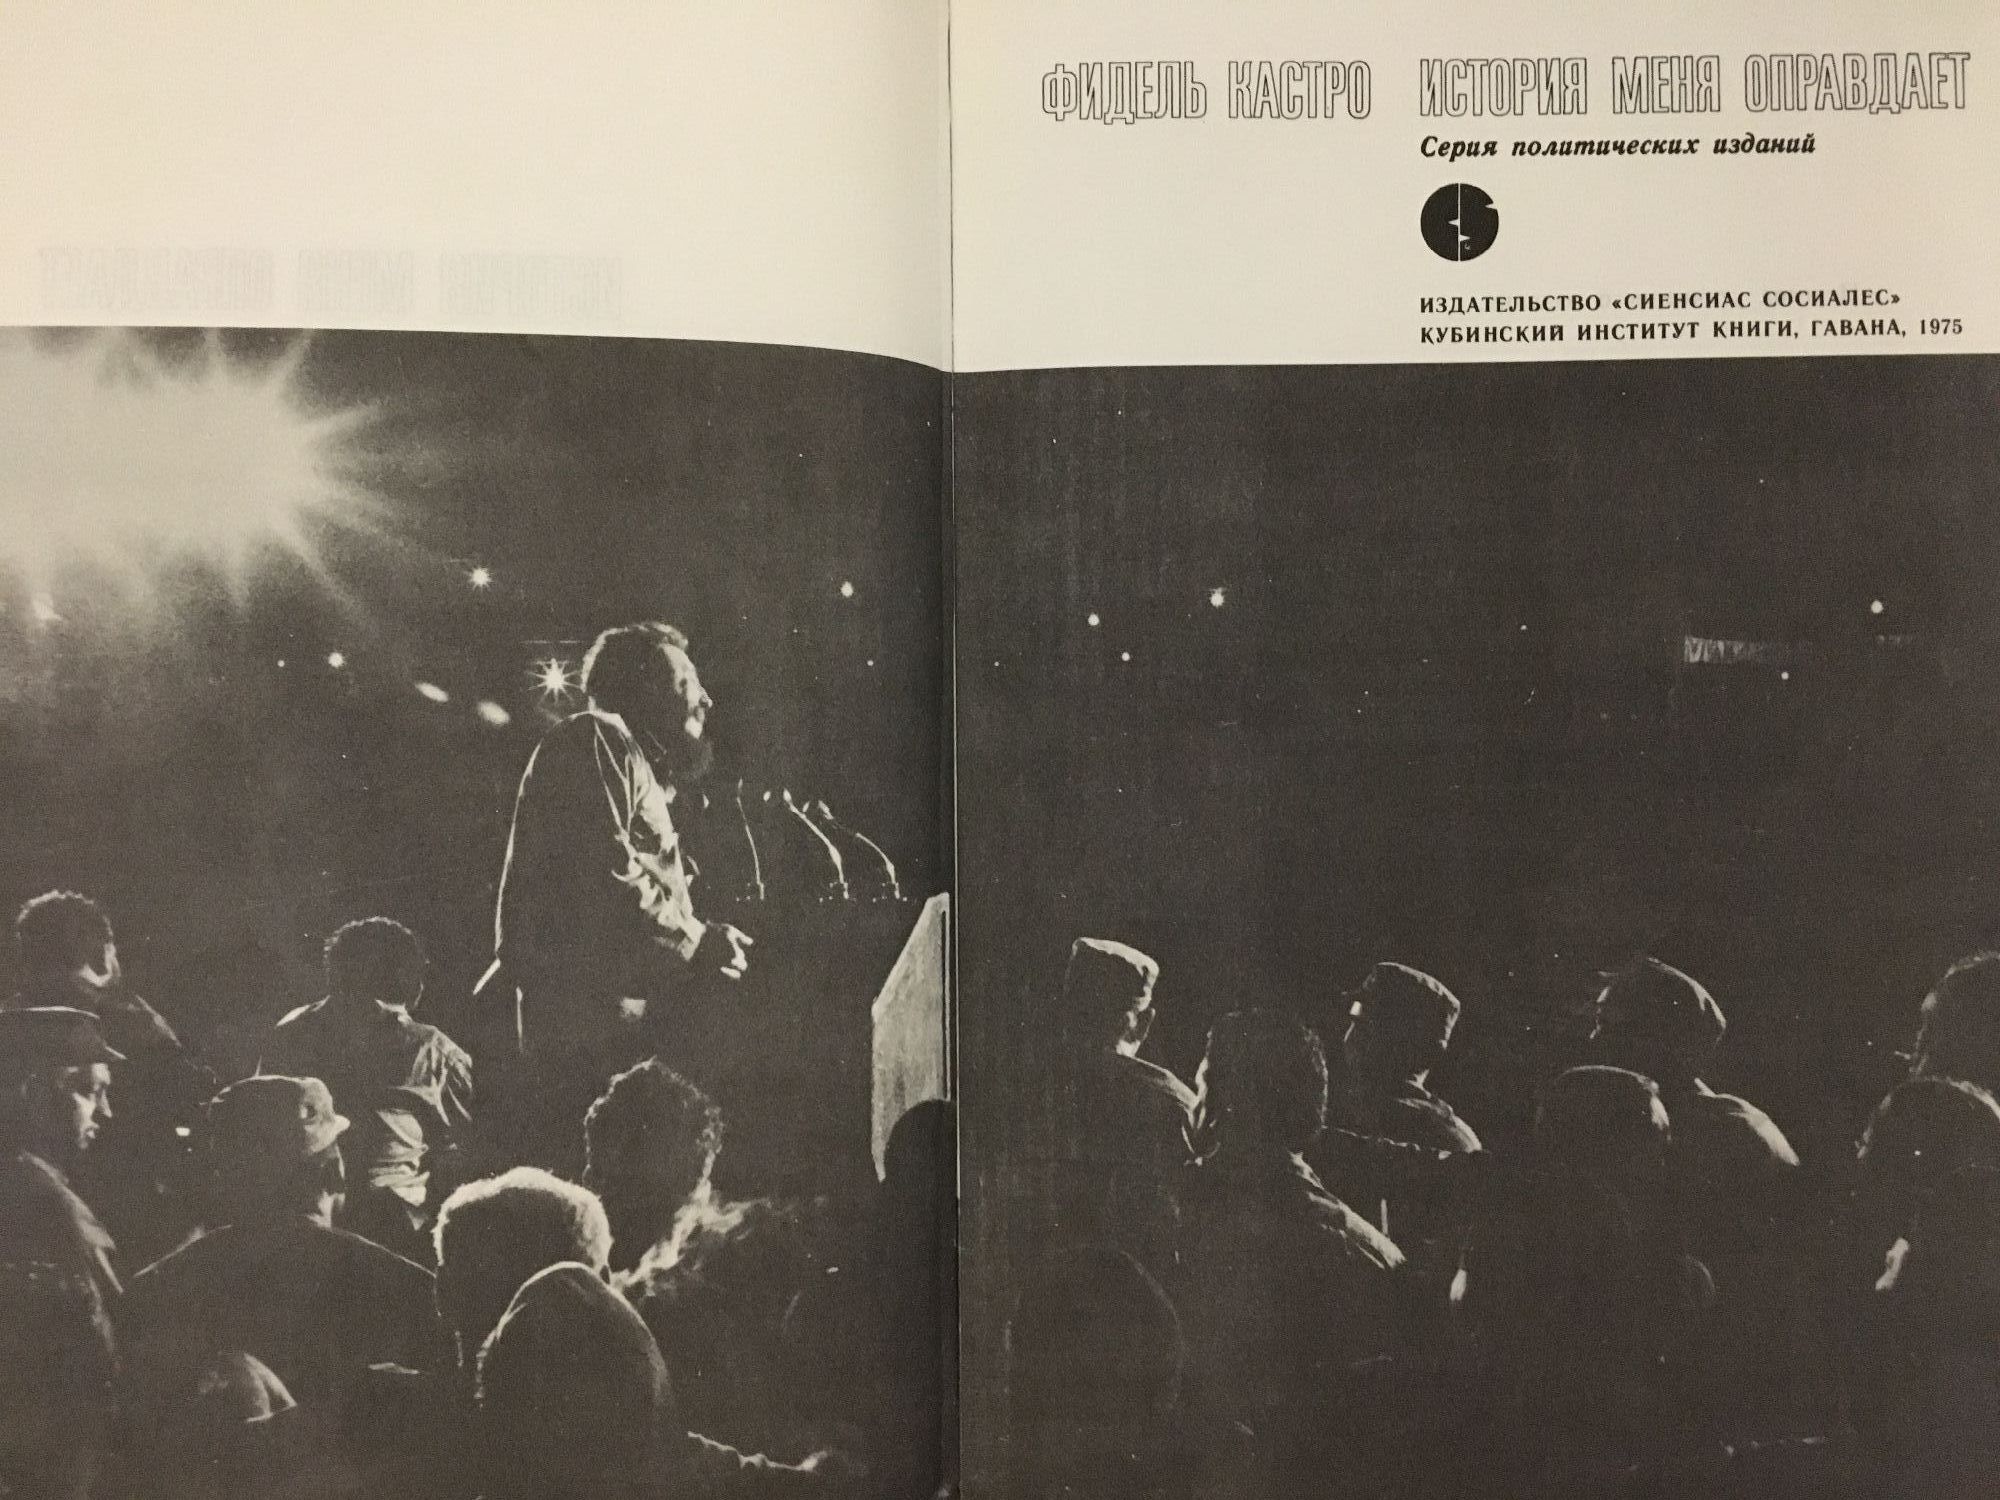 ФИДЕЛЬ КАСТРО ИСТОРИЯ МЕНЯ ОПРАВДАЕТ
Серия политических изданий
ИЗДАТЕЛЬСТВО «СИЕНСИАС СОСИАЛЕС»
КУБИНСКИЙ ИНСТИТУТ КНИГИ, ГАВАНА, 1975